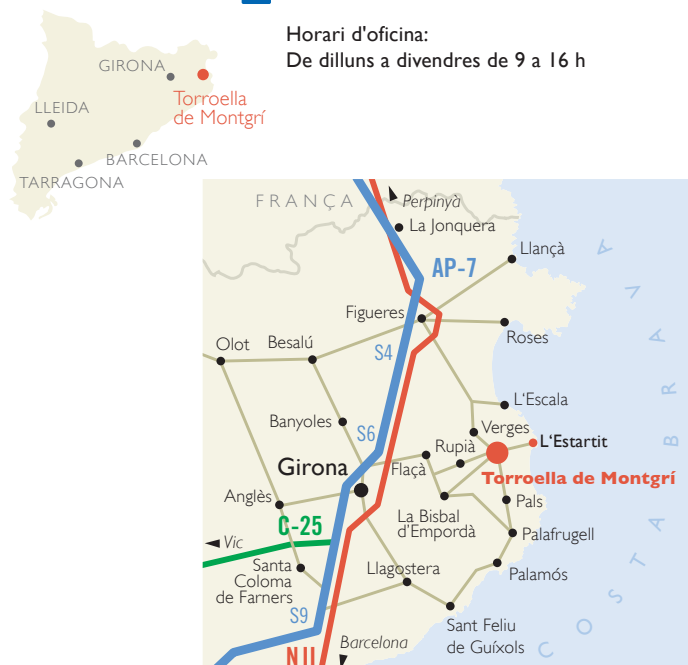 Horari d'oficina:
De dilluns a divendres de 9 a 16 h
GIRONA
Torroella
de Montgrí
LLEIDA
BARCELONA
TARRAGONA
FRANÇA
Perpinyà
La Jonquera
Llançà
AP-7
Figueres
Roses
Olot
Besalú
S4
L'Escala
Banyoles
S6
Verges
L'Estartit
Rupià
Girona
Flaçà
Torroella de Montgrí
Anglès
Pals
C-25
La Bisbal
d'Empordà
Vic
Palafrugell
Santa
Coloma
de Farners
Llagostera
Palamós
S9
Sant Feliu
de Guíxols
Barcelona
N II
COSTA BRAVA